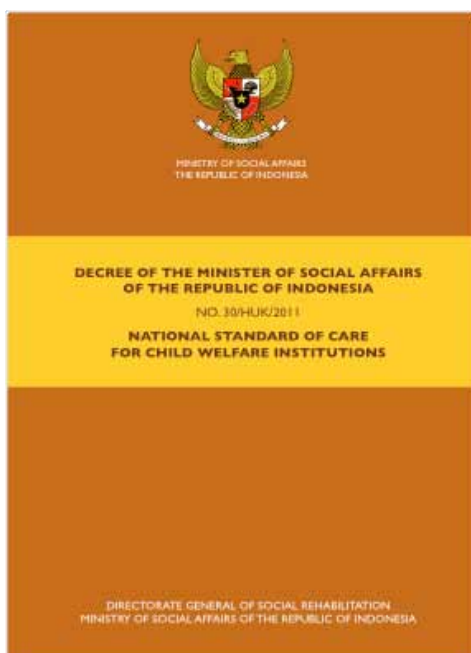 MINISTRY OF SOCIAL AFFAIRS
THE REPUBLIC OF INDONESIA
DECREE OF THE MINISTER OF SOCIAL AFFAIRS
OF THE REPUBLIC OF INDONESIA
NO. 30/HUK/2011
NATIONAL STANDARD OF CARE
FOR CHILD WELFARE INSTITUTIONS
DIRECTORATE GENERAL OF SOCIAL REHABILITATION
MINISTRY OF SOCIAL AFFAIRS OF THE REPUBLIC OF INDONESIA